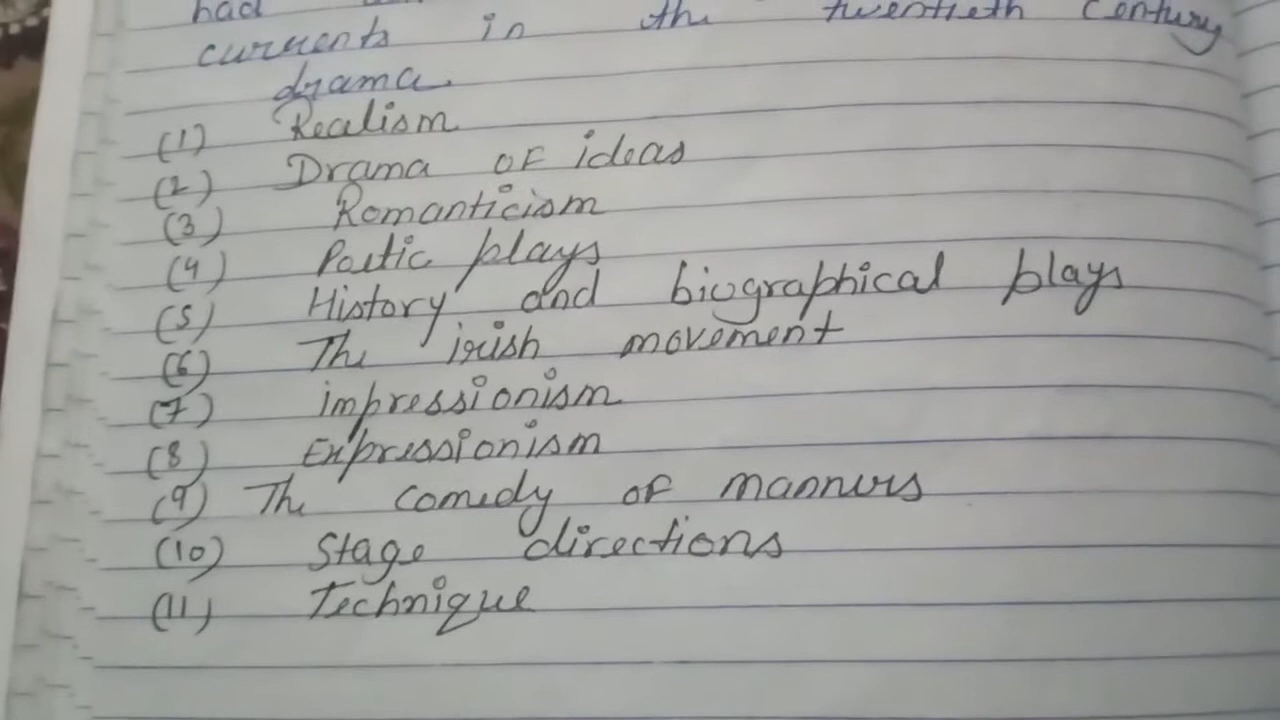 had
currents in the twentieth century
drama.
(1) Realism
(2) Drama of ideas
(3) Romanticism
(4) Poetic plays
(5) History and biographical plays
(6) The irish movement
(7) impressionism
(8) Expressionism
(9) The comedy of manners
(10) Stage directions
(11) Technique